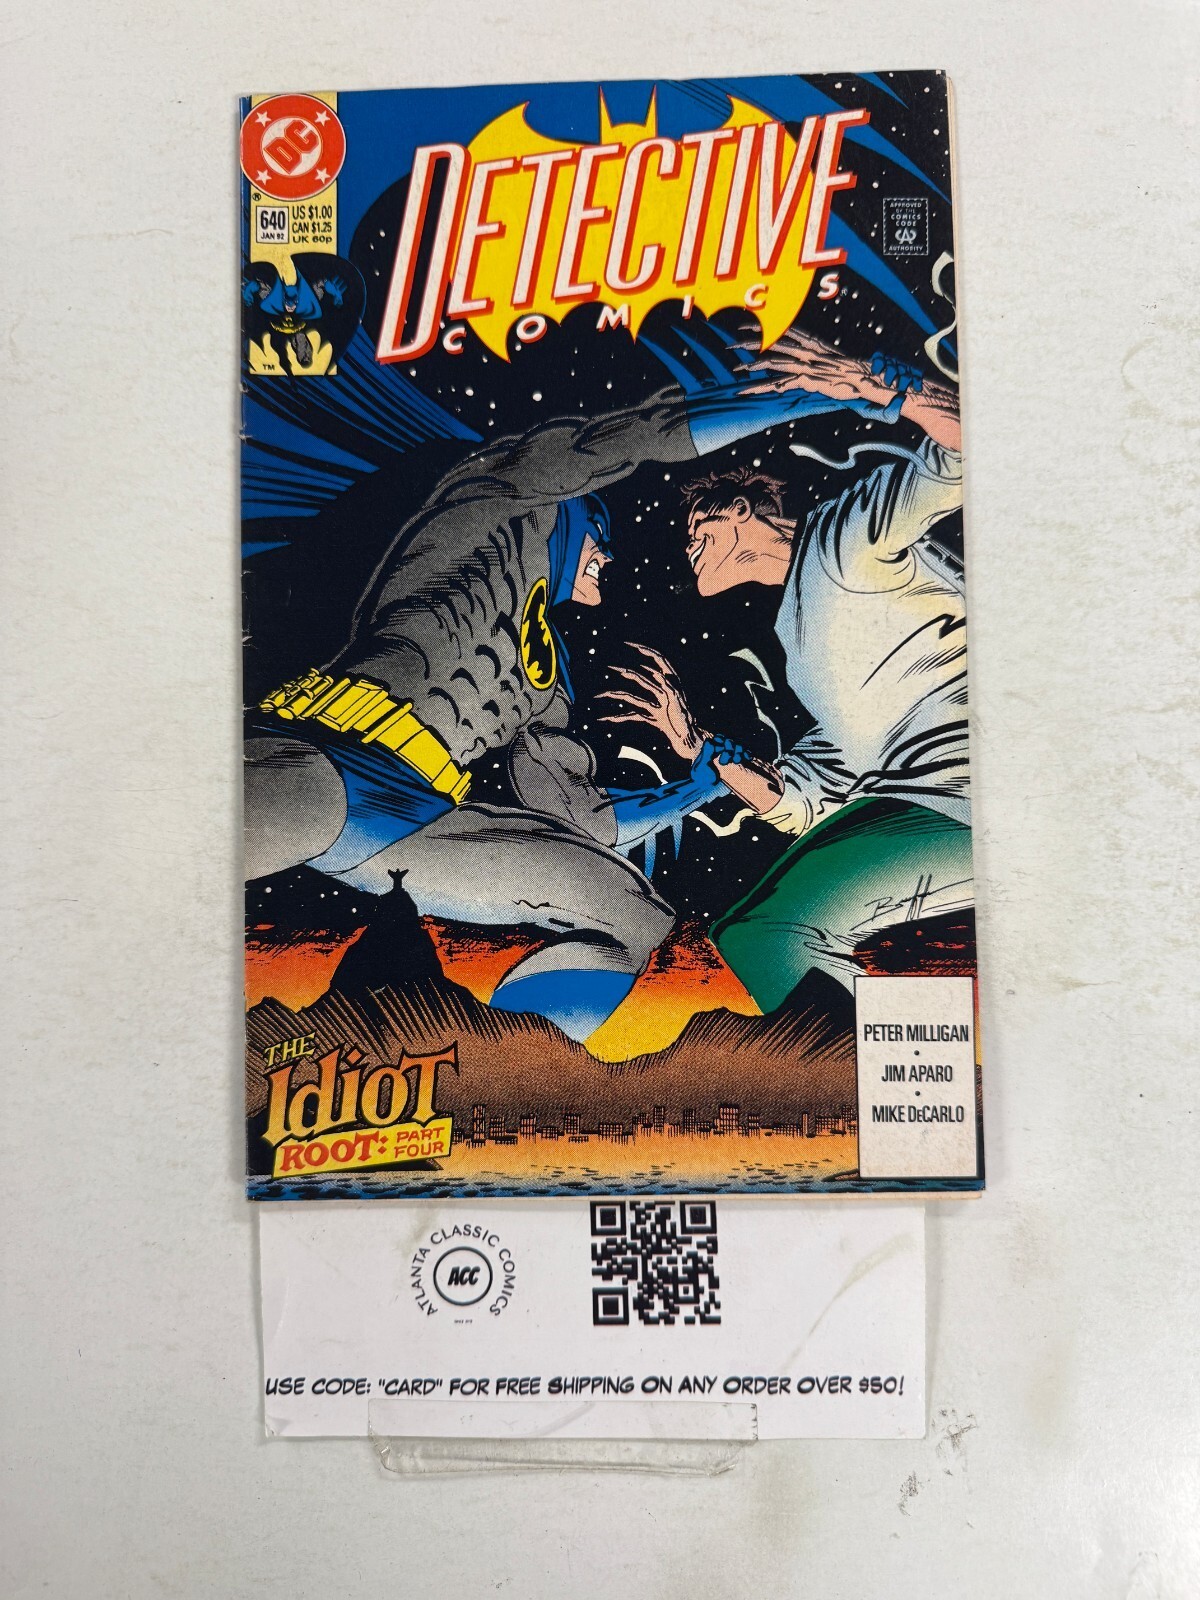 DC
®
640
JAN 92
US $1.00
CAN $1.25
UK 60p
TM
DETECTIVE
COMICS
APPROVED
BY THE
COMICS
CODE
CA
AUTHORITY
PETER MILLIGAN
•
JIM APARO
•
MIKE DeCARLO
THE
IdioT
ROOT: PART
FOUR
ATLANTA CLASSIC COMICS
ACC
USE CODE: "CARD" FOR FREE SHIPPING ON ANY ORDER OVER $50!